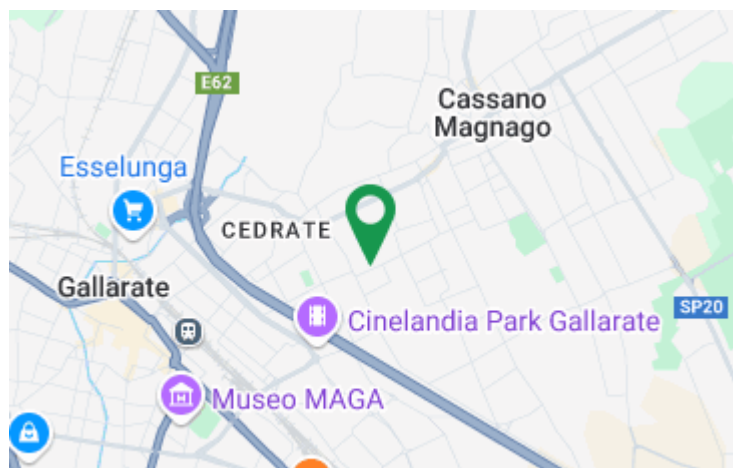 E62
Cassano
Magnago
Esselunga
CEDRATE
Gallarate
SP20
Cinelandia Park Gallarate
Museo MAGA